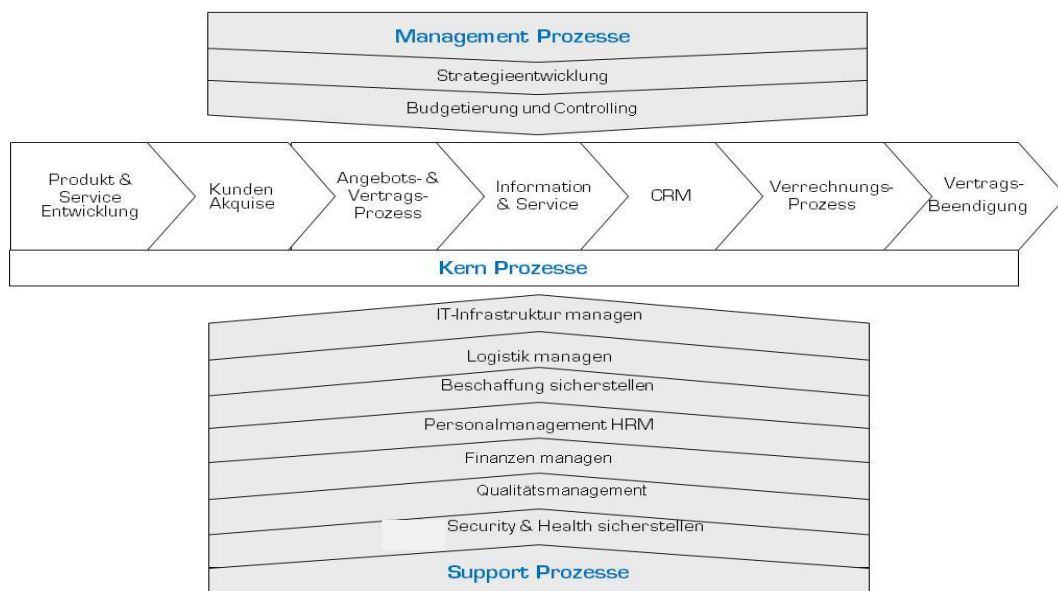 Management Prozesse
Strategieentwicklung
Budgetierung und Controlling
Produkt &
Service
Entwicklung
Kunden
Akquise
Angebots- &
Vertrags-
Prozess
Information
& Service
CRM
Verrechnungs-
Prozess
Vertrags-
Beendigung
Kern Prozesse
IT-Infrastruktur managen
Logistik managen
Beschaffung sicherstellen
Personalmanagement HRM
Finanzen managen
Qualitätsmanagement
Security & Health sicherstellen
Support Prozesse